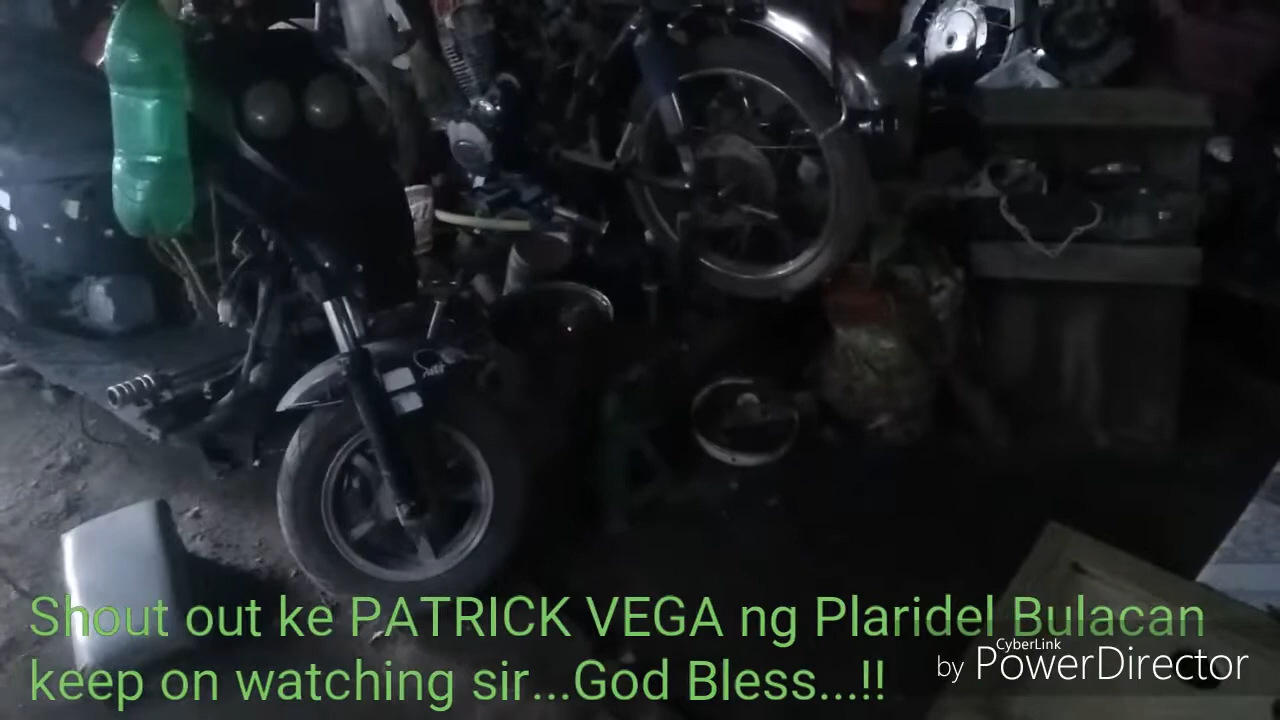 Shout out ke PATRICK VEGA ng Plaridel Bulacan
keep on watching sir...God Bless...!!
CyberLink
by PowerDirector